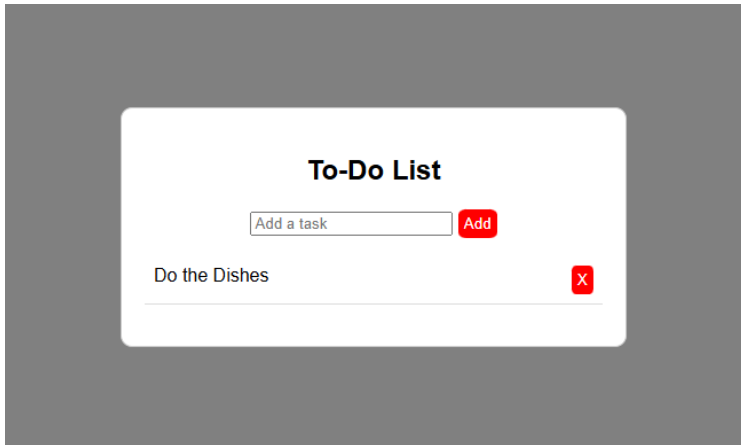 To-Do List
Add a task Add
Do the Dishes X